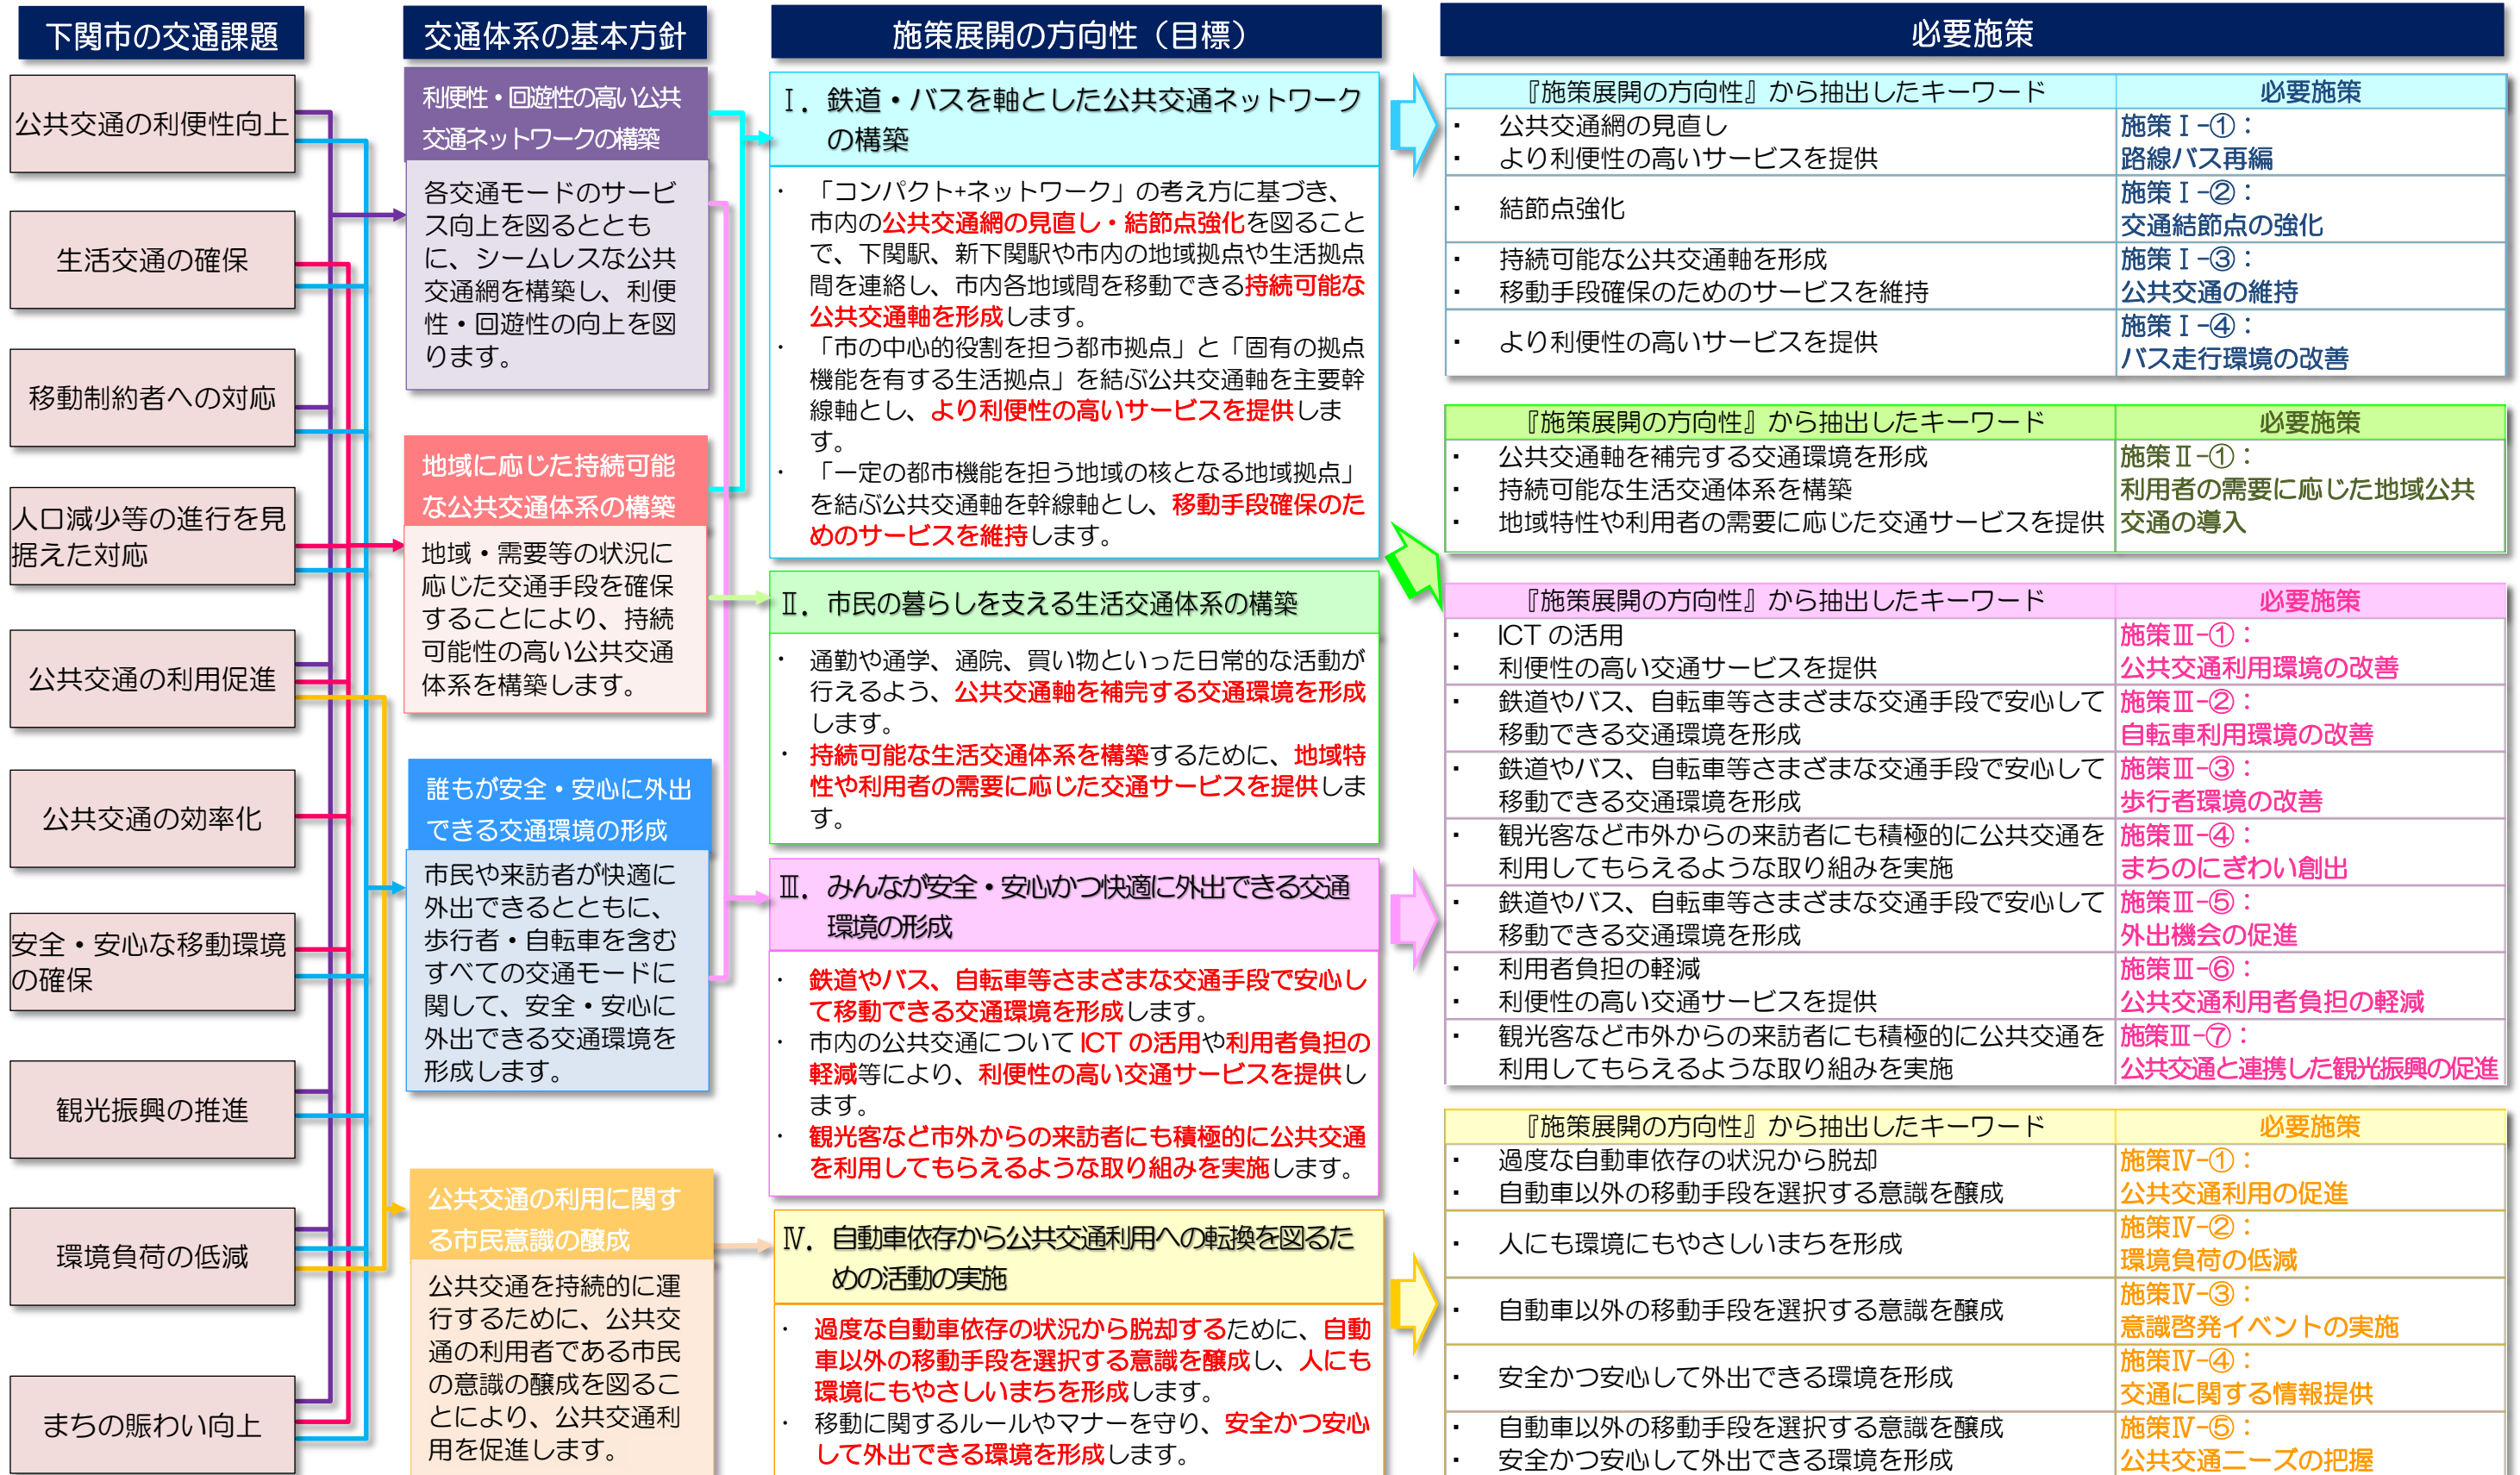 下関市の交通課題
公共交通の利便性向上
生活交通の確保
移動制約者への対応
人口減少等の進行を見
据えた対応
公共交通の利用促進
公共交通の効率化
安全・安心な移動環境
の確保
観光振興の推進
環境負荷の低減
まちの賑わい向上
交通体系の基本方針
利便性・回遊性の高い公共
交通ネットワークの構築
各交通モードのサービ
ス向上を図るととも
に、シームレスな公共
交通網を構築し、利便
性・回遊性の向上を図
ります。
地域に応じた持続可能
な公共交通体系の構築
地域・需要等の状況に
応じた交通手段を確保
することにより、持続
可能性の高い公共交通
体系を構築します。
誰もが安全・安心に外出
できる交通環境の形成
市民や来訪者が快適に
外出できるとともに、
歩行者・自転車を含む
すべての交通モードに
関して、安全・安心に
外出できる交通環境を
形成します。
公共交通の利用に関す
る市民意識の醸成
公共交通を持続的に運
行するために、公共交
通の利用者である市民
の意識の醸成を図るこ
とにより、公共交通利
用を促進します。
施策展開の方向性（目標）
Ⅰ．鉄道・バスを軸とした公共交通ネットワーク
の構築
・ 「コンパクト+ネットワーク」の考え方に基づき、
市内の公共交通網の見直し・結節点強化を図ること
で、下関駅、新下関駅や市内の地域拠点や生活拠点
間を連絡し、市内各地域間を移動できる持続可能な
公共交通軸を形成します。
・ 「市の中心的役割を担う都市拠点」と「固有の拠点
機能を有する生活拠点」を結ぶ公共交通軸を主要幹
線軸とし、より利便性の高いサービスを提供しま
す。
・ 「一定の都市機能を担う地域の核となる地域拠点」
を結ぶ公共交通軸を幹線軸とし、移動手段確保のた
めのサービスを維持します。
Ⅱ．市民の暮らしを支える生活交通体系の構築
・ 通勤や通学、通院、買い物といった日常的な活動が
行えるよう、公共交通軸を補完する交通環境を形成
します。
・ 持続可能な生活交通体系を構築するために、地域特
性や利用者の需要に応じた交通サービスを提供しま
す。
Ⅲ．みんなが安全・安心かつ快適に外出できる交通
環境の形成
・ 鉄道やバス、自転車等さまざまな交通手段で安心し
て移動できる交通環境を形成します。
・ 市内の公共交通についてICTの活用や利用者負担の
軽減等により、利便性の高い交通サービスを提供し
ます。
・ 観光客など市外からの来訪者にも積極的に公共交通
を利用してもらえるような取り組みを実施します。
Ⅳ．自動車依存から公共交通利用への転換を図るた
めの活動の実施
・ 過度な自動車依存の状況から脱却するために、自動
車以外の移動手段を選択する意識を醸成し、人にも
環境にもやさしいまちを形成します。
・ 移動に関するルールやマナーを守り、安全かつ安心
して外出できる環境を形成します。
必要施策
『施策展開の方向性』から抽出したキーワード 必要施策
・ 公共交通網の見直し
・ より利便性の高いサービスを提供
施策Ⅰ-①：
路線バス再編
・ 結節点強化
施策Ⅰ-②：
交通結節点の強化
・ 持続可能な公共交通軸を形成
・ 移動手段確保のためのサービスを維持
施策Ⅰ-③：
公共交通の維持
・ より利便性の高いサービスを提供
施策Ⅰ-④：
バス走行環境の改善
『施策展開の方向性』から抽出したキーワード 必要施策
・ 公共交通軸を補完する交通環境を形成
・ 持続可能な生活交通体系を構築
・ 地域特性や利用者の需要に応じた交通サービスを提供
施策Ⅱ-①：
利用者の需要に応じた地域公共
交通の導入
『施策展開の方向性』から抽出したキーワード 必要施策
・ ICTの活用
・ 利便性の高い交通サービスを提供
施策Ⅲ-①：
公共交通利用環境の改善
・ 鉄道やバス、自転車等さまざまな交通手段で安心して
移動できる交通環境を形成
施策Ⅲ-②：
自転車利用環境の改善
・ 鉄道やバス、自転車等さまざまな交通手段で安心して
移動できる交通環境を形成
施策Ⅲ-③：
歩行者環境の改善
・ 観光客など市外からの来訪者にも積極的に公共交通を
利用してもらえるような取り組みを実施
施策Ⅲ-④：
まちのにぎわい創出
・ 鉄道やバス、自転車等さまざまな交通手段で安心して
移動できる交通環境を形成
施策Ⅲ-⑤：
外出機会の促進
・ 利用者負担の軽減
・ 利便性の高い交通サービスを提供
施策Ⅲ-⑥：
公共交通利用者負担の軽減
・ 観光客など市外からの来訪者にも積極的に公共交通を
利用してもらえるような取り組みを実施
施策Ⅲ-⑦：
公共交通と連携した観光振興の促進
『施策展開の方向性』から抽出したキーワード 必要施策
・ 過度な自動車依存の状況から脱却
・ 自動車以外の移動手段を選択する意識を醸成
施策Ⅳ-①：
公共交通利用の促進
・ 人にも環境にもやさしいまちを形成
施策Ⅳ-②：
環境負荷の低減
・ 自動車以外の移動手段を選択する意識を醸成
施策Ⅳ-③：
意識啓発イベントの実施
・ 安全かつ安心して外出できる環境を形成
施策Ⅳ-④：
交通に関する情報提供
・ 自動車以外の移動手段を選択する意識を醸成
・ 安全かつ安心して外出できる環境を形成
施策Ⅳ-⑤：
公共交通ニーズの把握